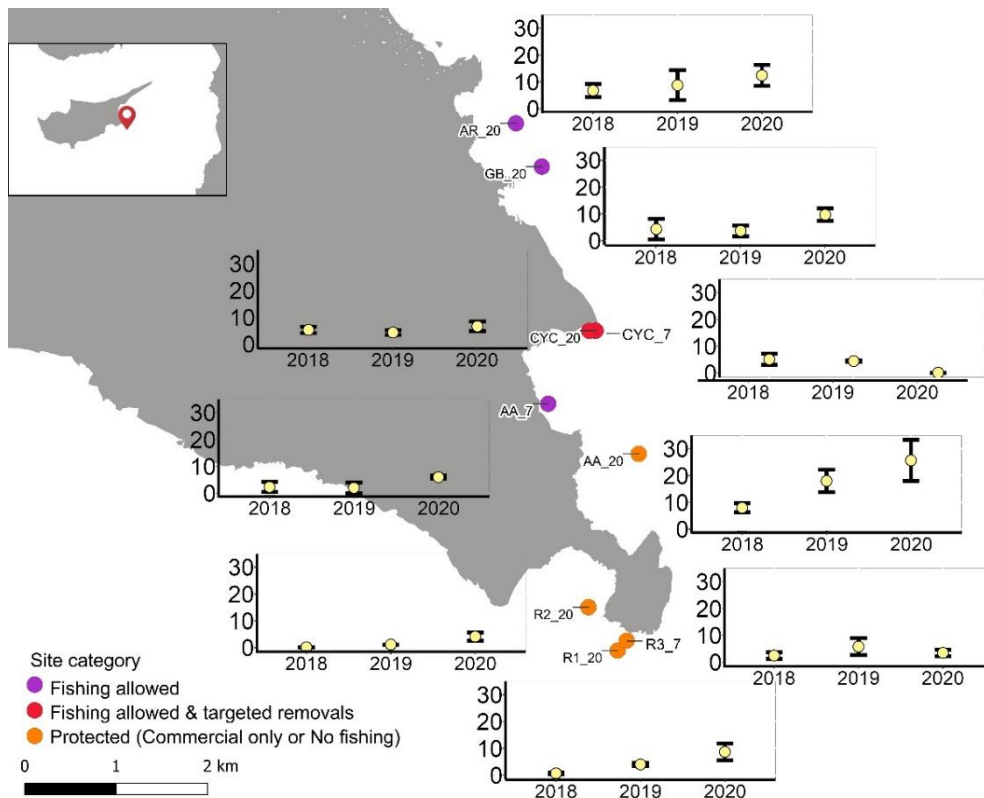 30
20
10
0
2018 2019 2020
AR_20
GB_20
30
20
10
0
2018 2019 2020
30
20
10
0
2018 2019 2020
CYC_20
CYC_7
30
20
10
0
2018 2019 2020
AA_7
30
20
10
0
2018 2019 2020
AA_20
30
20
10
0
2018 2019 2020
30
20
10
0
2018 2019 2020
R2_20
R3_7
R1_20
30
20
10
0
2018 2019 2020
Site category
Fishing allowed
Fishing allowed & targeted removals
Protected (Commercial only or No fishing)
0 1 2 km
30
20
10
0
2018 2019 2020